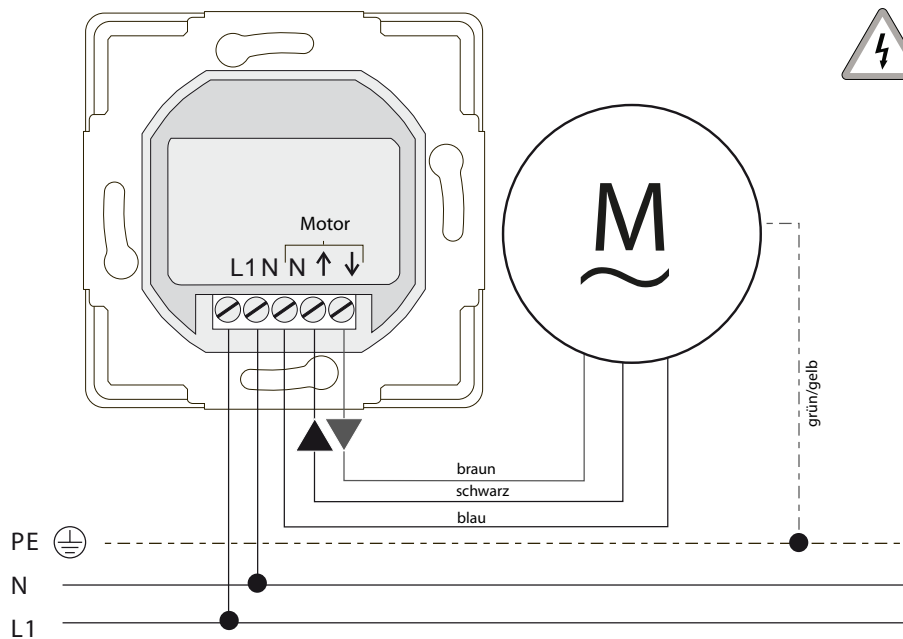 Motor
L1 N N ↑ ↓
M
grün/gelb
braun
schwarz
blau
PE
N
L1